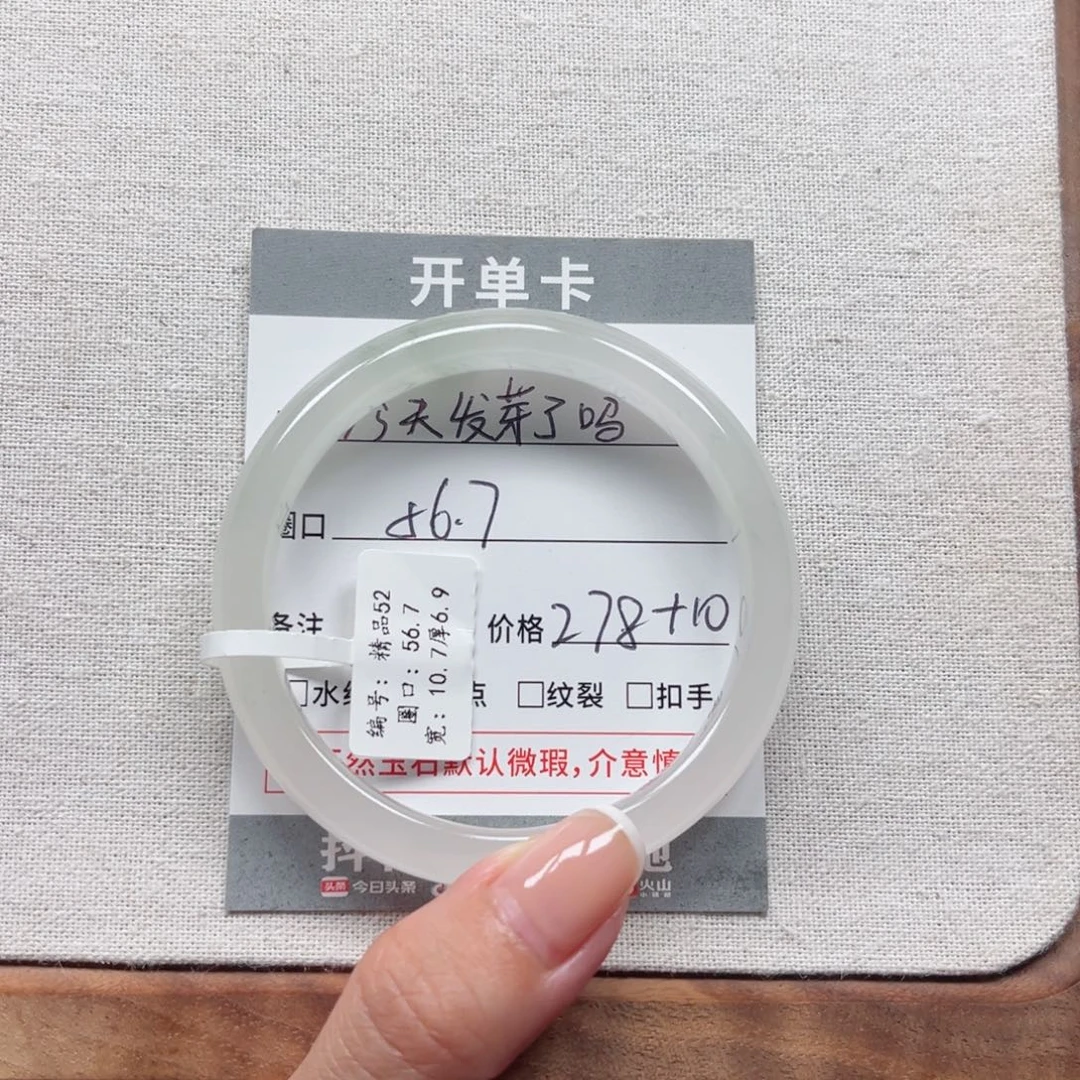 开单卡
天发芽了吗
圈口 56.7
备注 价格 278+10
编号: 精品52
圈口: 56.7
宽: 10.7厚6.9
□水 点 □纹裂 □扣手
然玉石默认微瑕,介意慎
头条 今日头条 火山